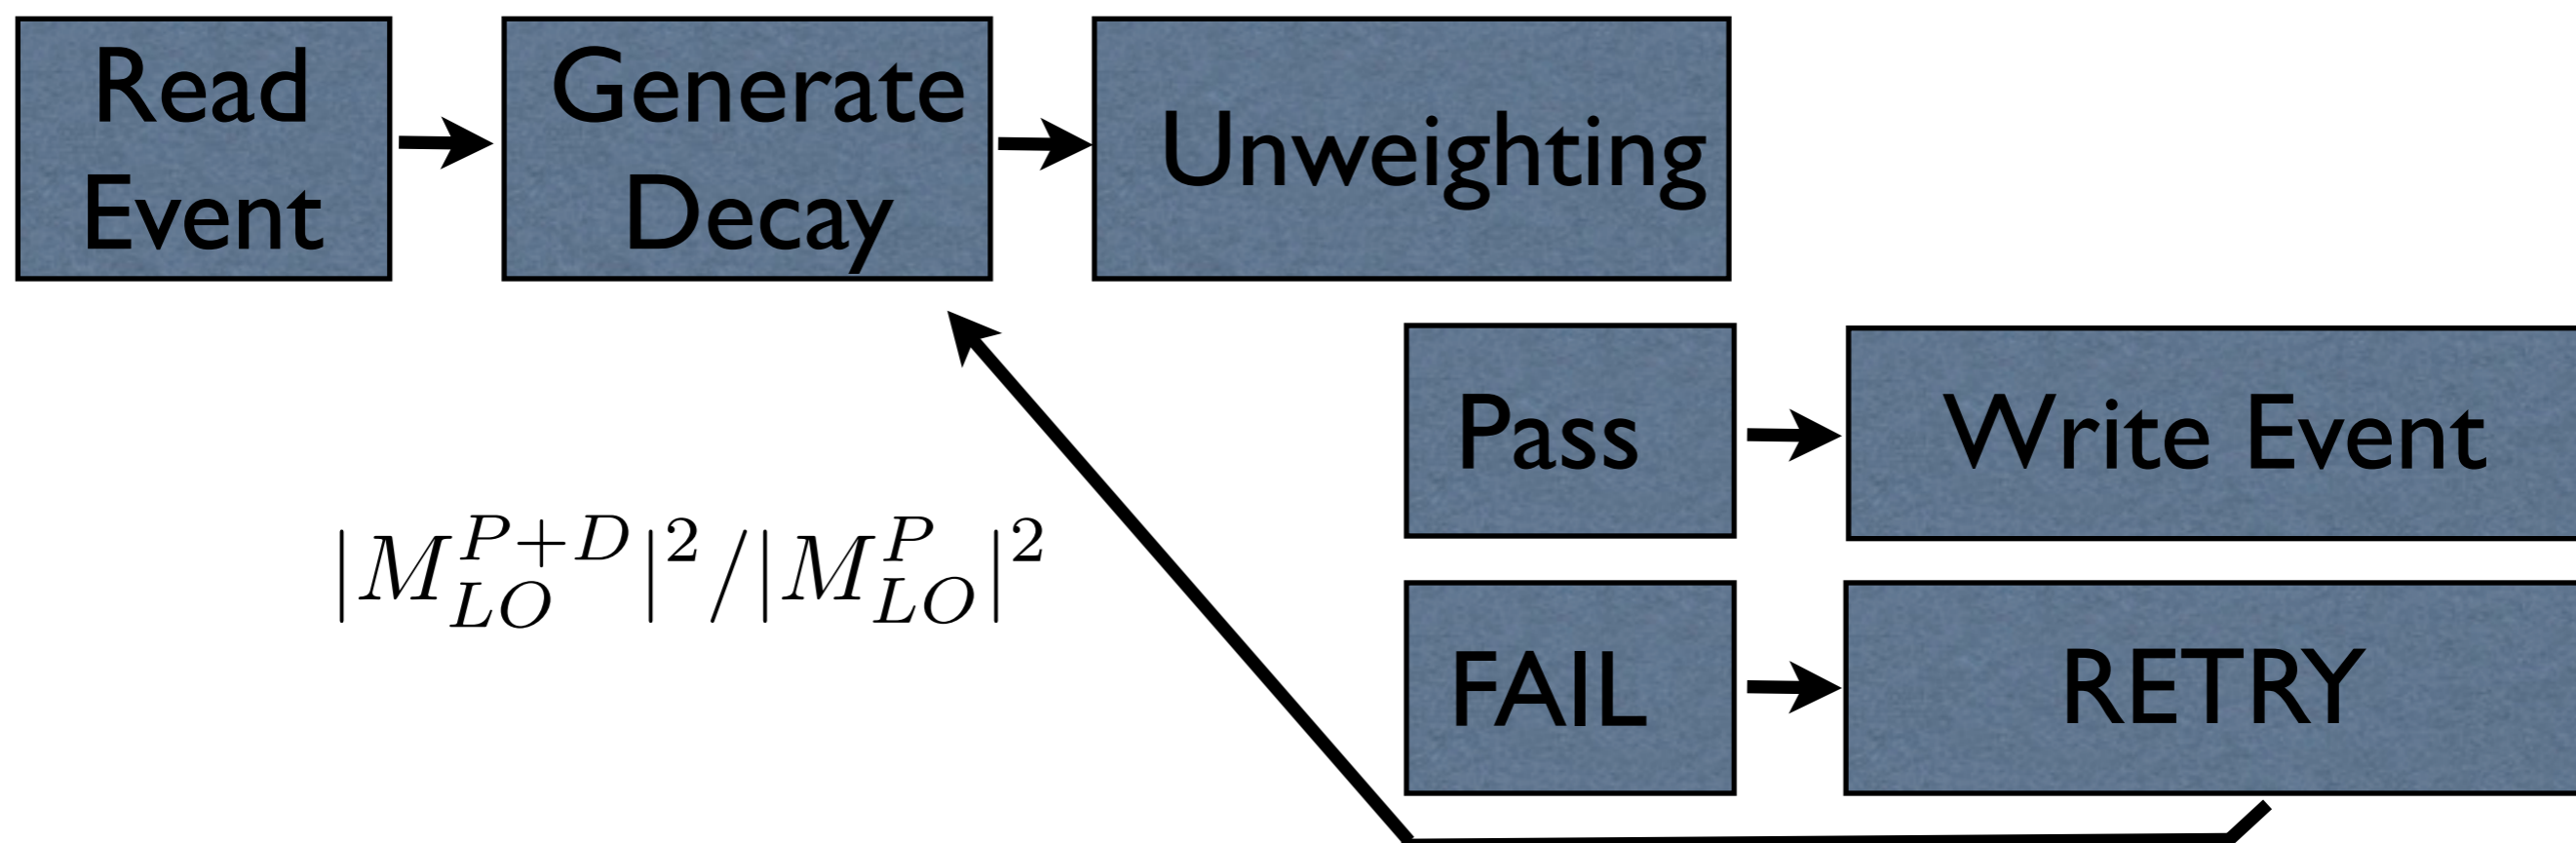 Read
Event
Generate
Decay
Unweighting
Pass
Write Event
|M_{LO}^{P+D}|^2/|M_{LO}^{P}|^2
FAIL
RETRY